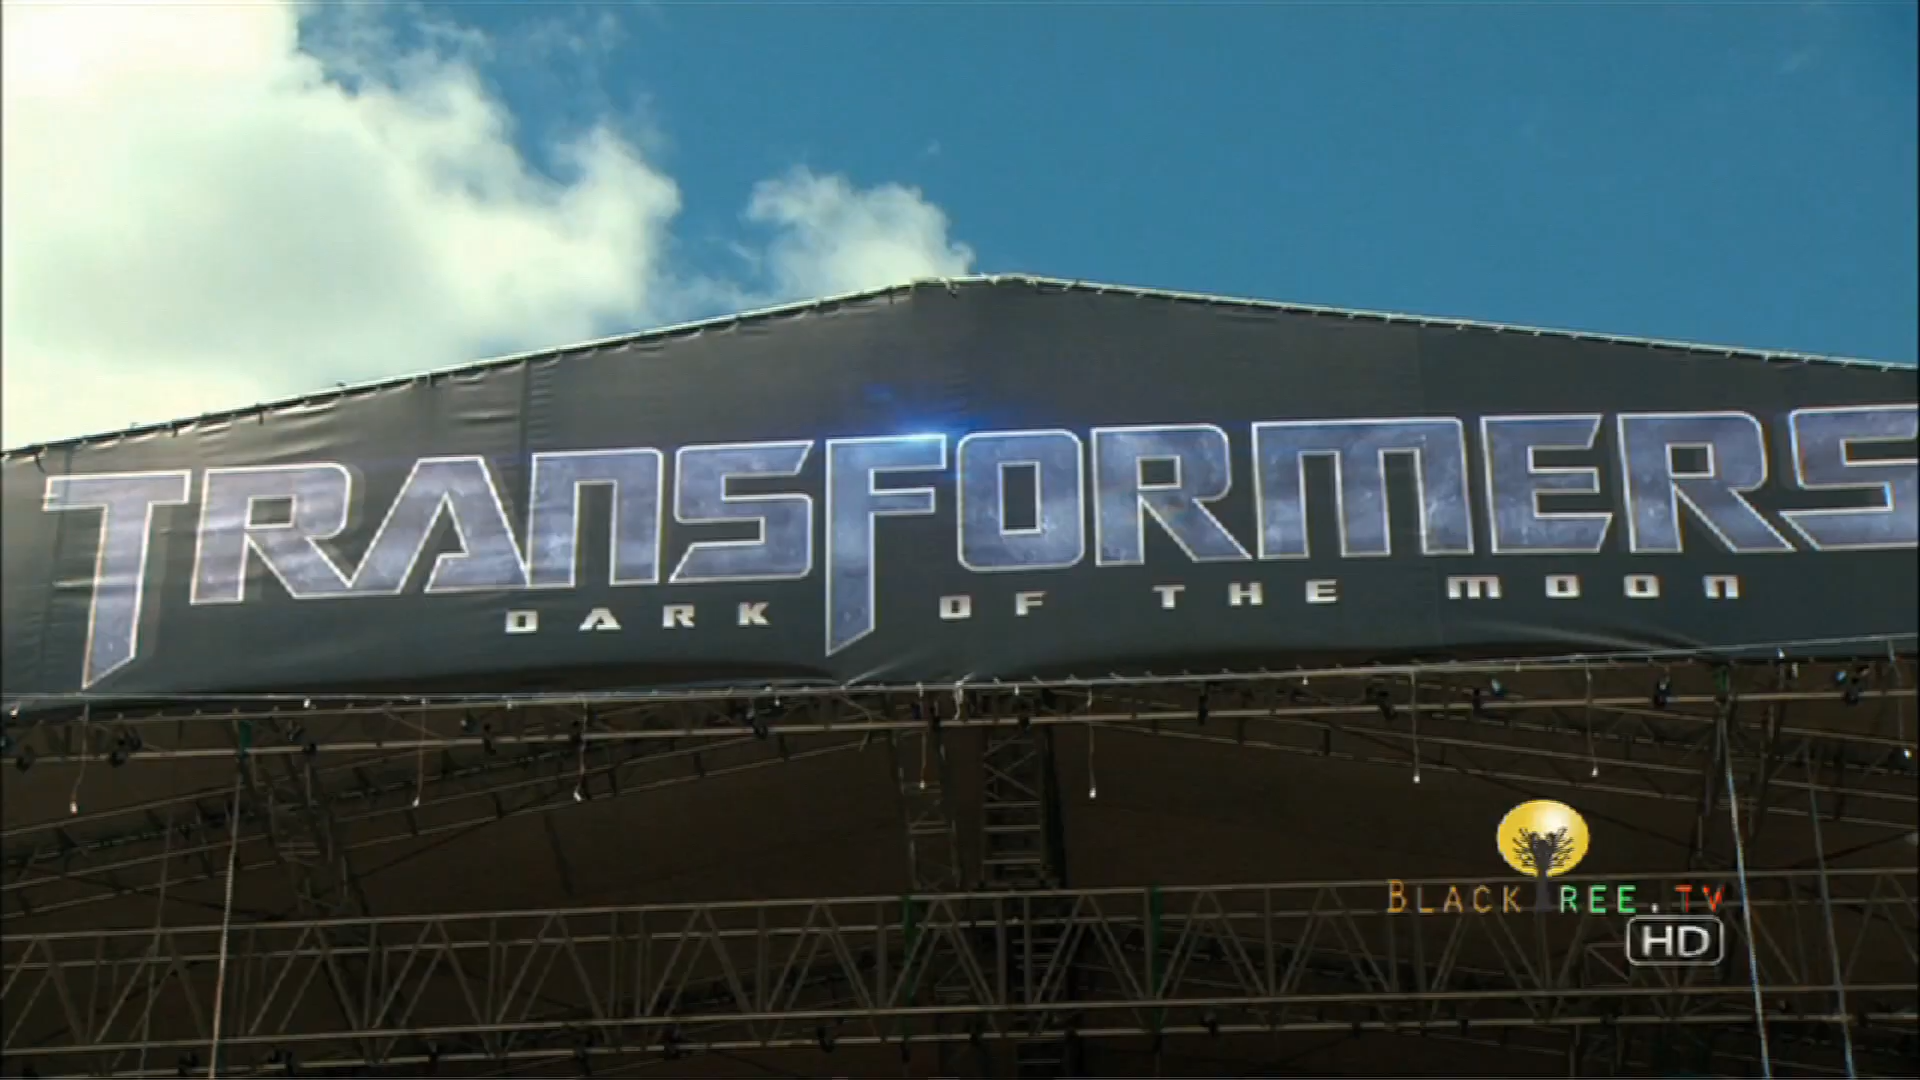 TRANSFORMERS
DARK OF THE MOON
BLACKTREE.TV
HD